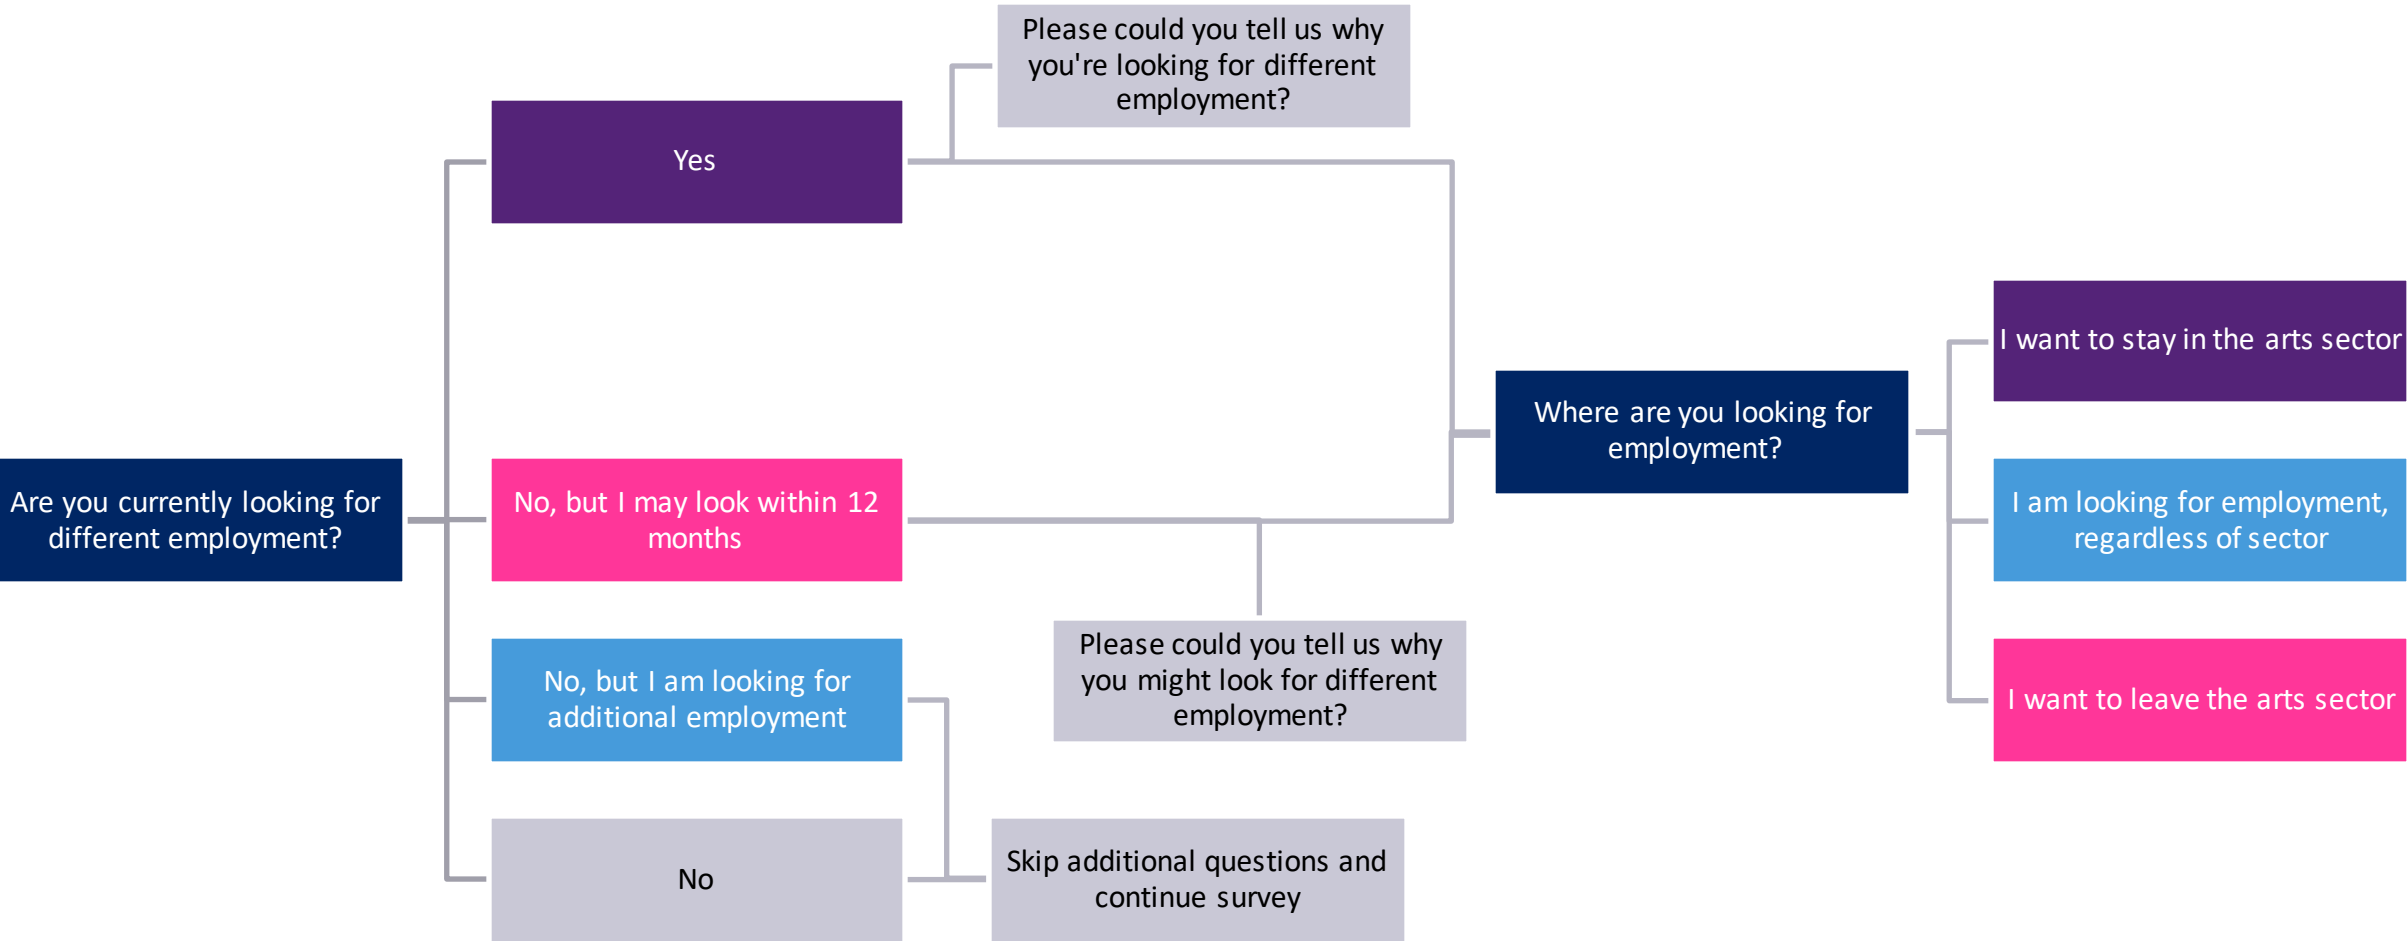 Are you currently looking for
different employment?
Yes
Please could you tell us why
you're looking for different
employment?
No, but I may look within 12
months
Please could you tell us why
you might look for different
employment?
No, but I am looking for
additional employment
No
Skip additional questions and
continue survey
Where are you looking for
employment?
I want to stay in the arts sector
I am looking for employment,
regardless of sector
I want to leave the arts sector